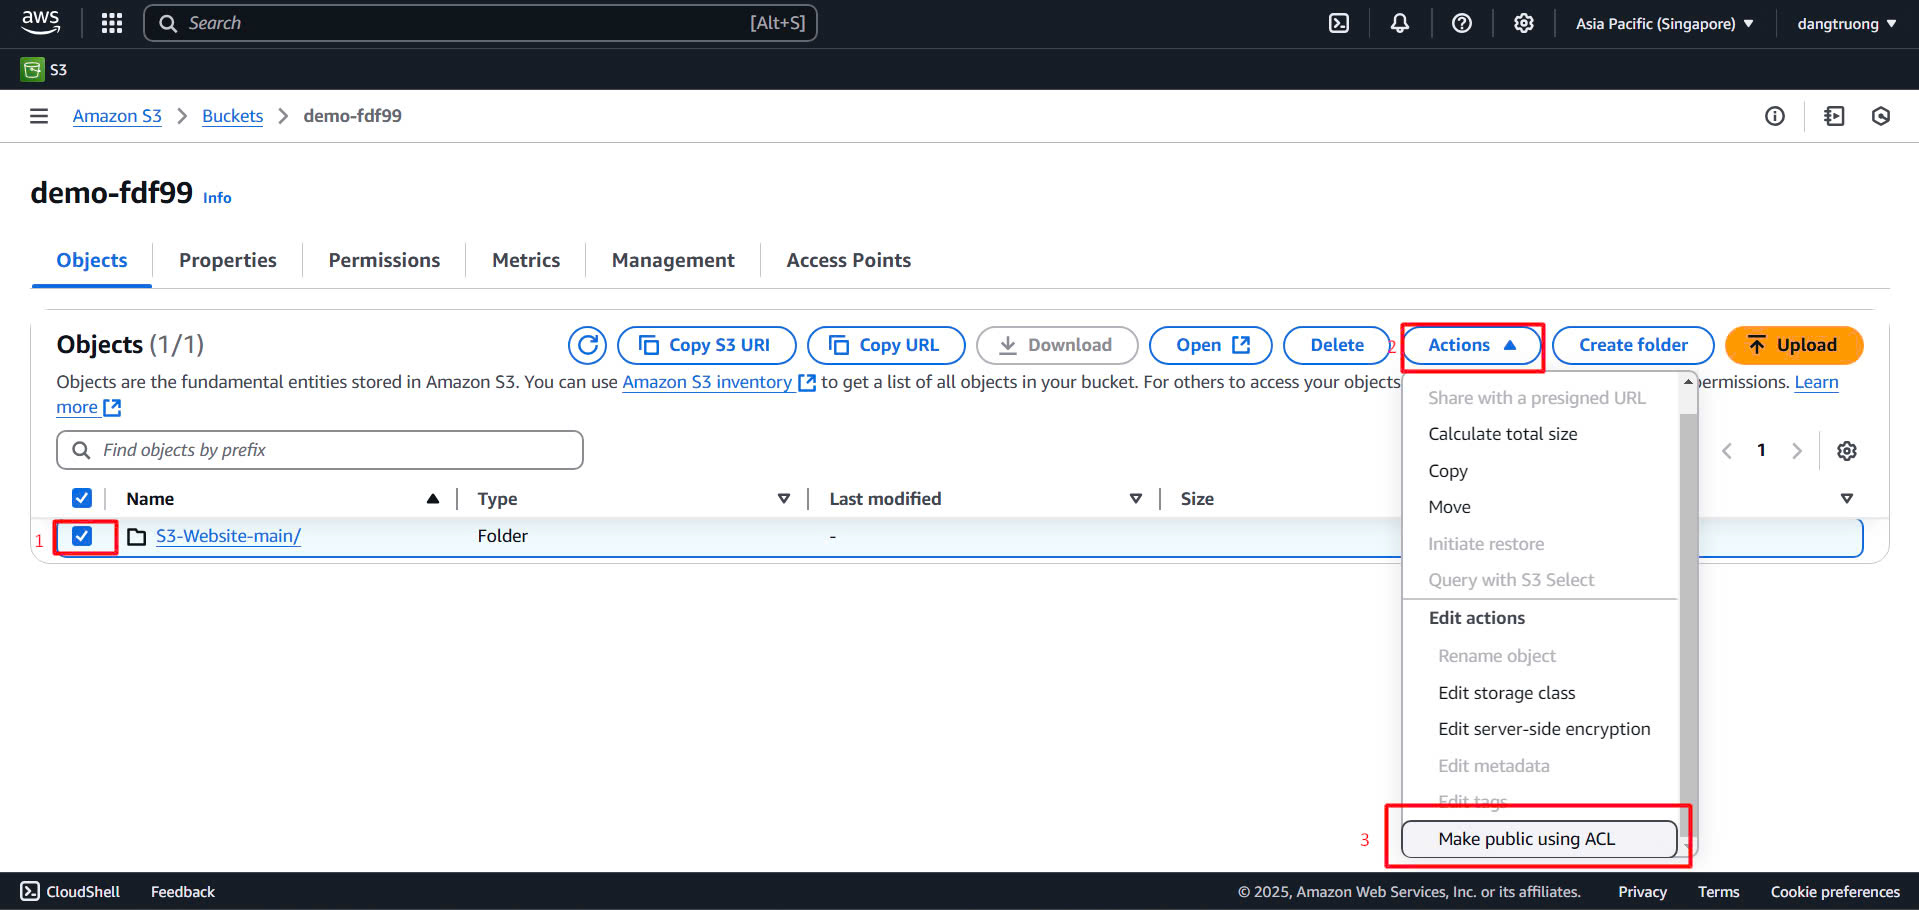 aws Search [Alt+S] Asia Pacific (Singapore) dangtruong
S3
Amazon S3 Buckets demo-fdf99
demo-fdf99 Info
Objects Properties Permissions Metrics Management Access Points
Objects (1/1) Copy S3 URI Copy URL Download Open Delete 2 Actions Create folder Upload
Objects are the fundamental entities stored in Amazon S3. You can use Amazon S3 inventory to get a list of all objects in your bucket. For others to access your objects permissions. Learn
more
Share with a presigned URL
Calculate total size
Find objects by prefix
1
Copy
Name Type Last modified Size
Move
1 S3-Website-main/ Folder -
Initiate restore
Query with S3 Select
Edit actions
Rename object
Edit storage class
Edit server-side encryption
Edit metadata
Edit tags
3 Make public using ACL
CloudShell Feedback © 2025, Amazon Web Services, Inc. or its affiliates. Privacy Terms Cookie preferences